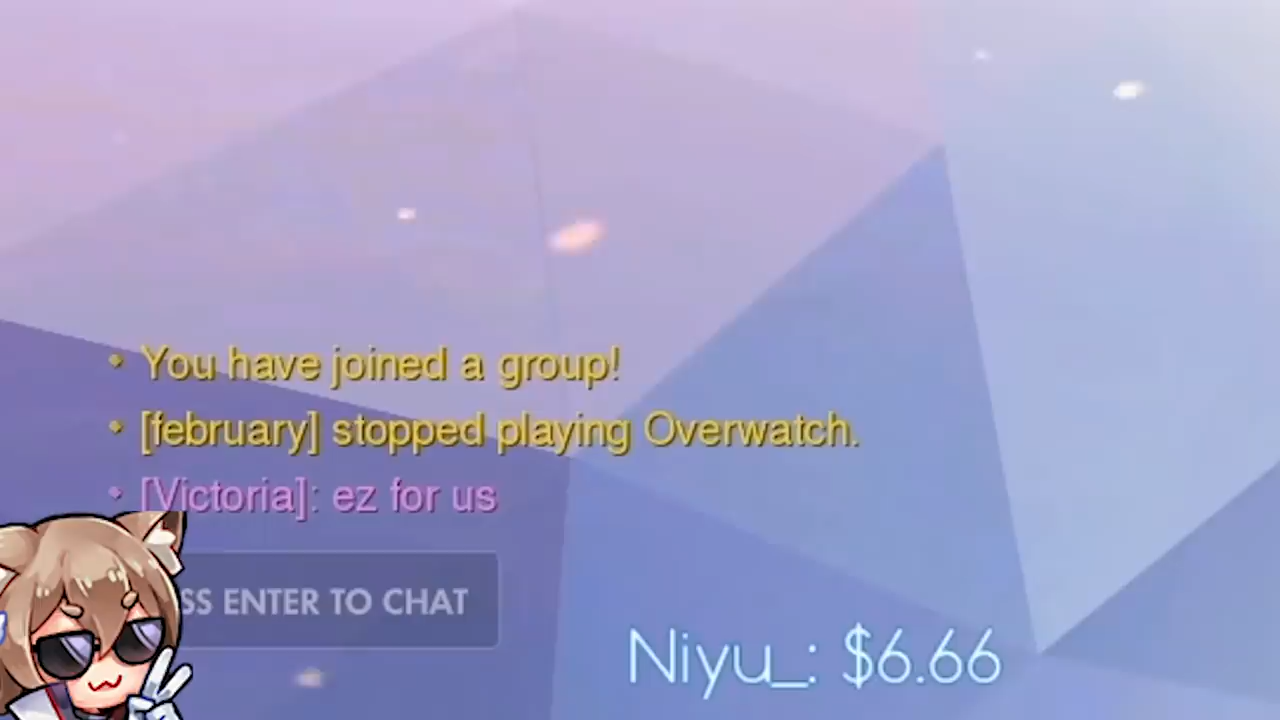 • You have joined a group!
• [february] stopped playing Overwatch.
• [Victoria]: ez for us
SS ENTER TO CHAT
Niyu_: $6.66